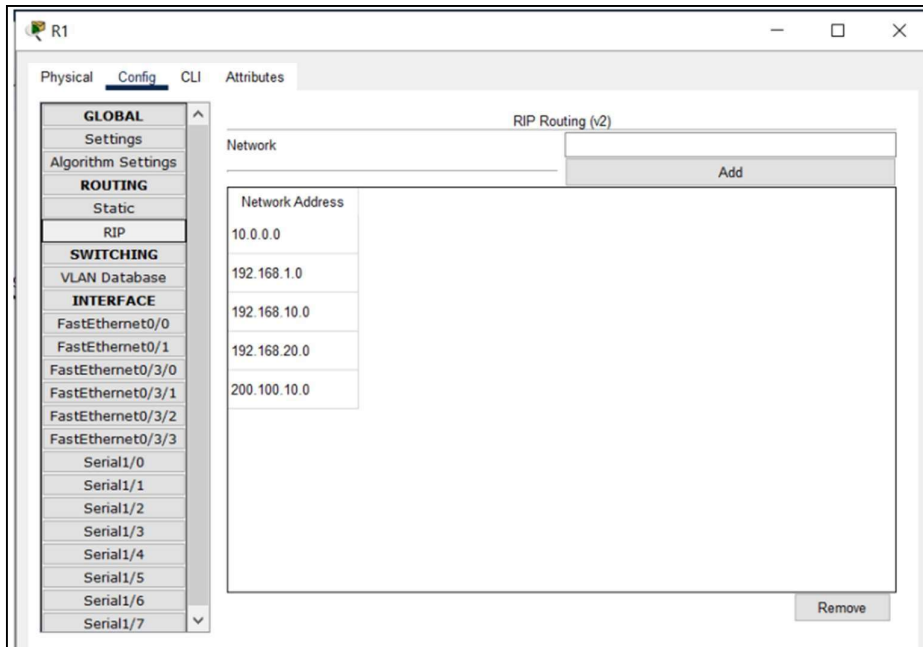 R1
Physical Config CLI Attributes
GLOBAL
Settings
Algorithm Settings
ROUTING
Static
RIP
SWITCHING
VLAN Database
INTERFACE
FastEthernet0/0
FastEthernet0/1
FastEthernet0/3/0
FastEthernet0/3/1
FastEthernet0/3/2
FastEthernet0/3/3
Serial1/0
Serial1/1
Serial1/2
Serial1/3
Serial1/4
Serial1/5
Serial1/6
Serial1/7
RIP Routing (v2)
Network
Add
Network Address
10.0.0.0
192.168.1.0
192.168.10.0
192.168.20.0
200.100.10.0
Remove